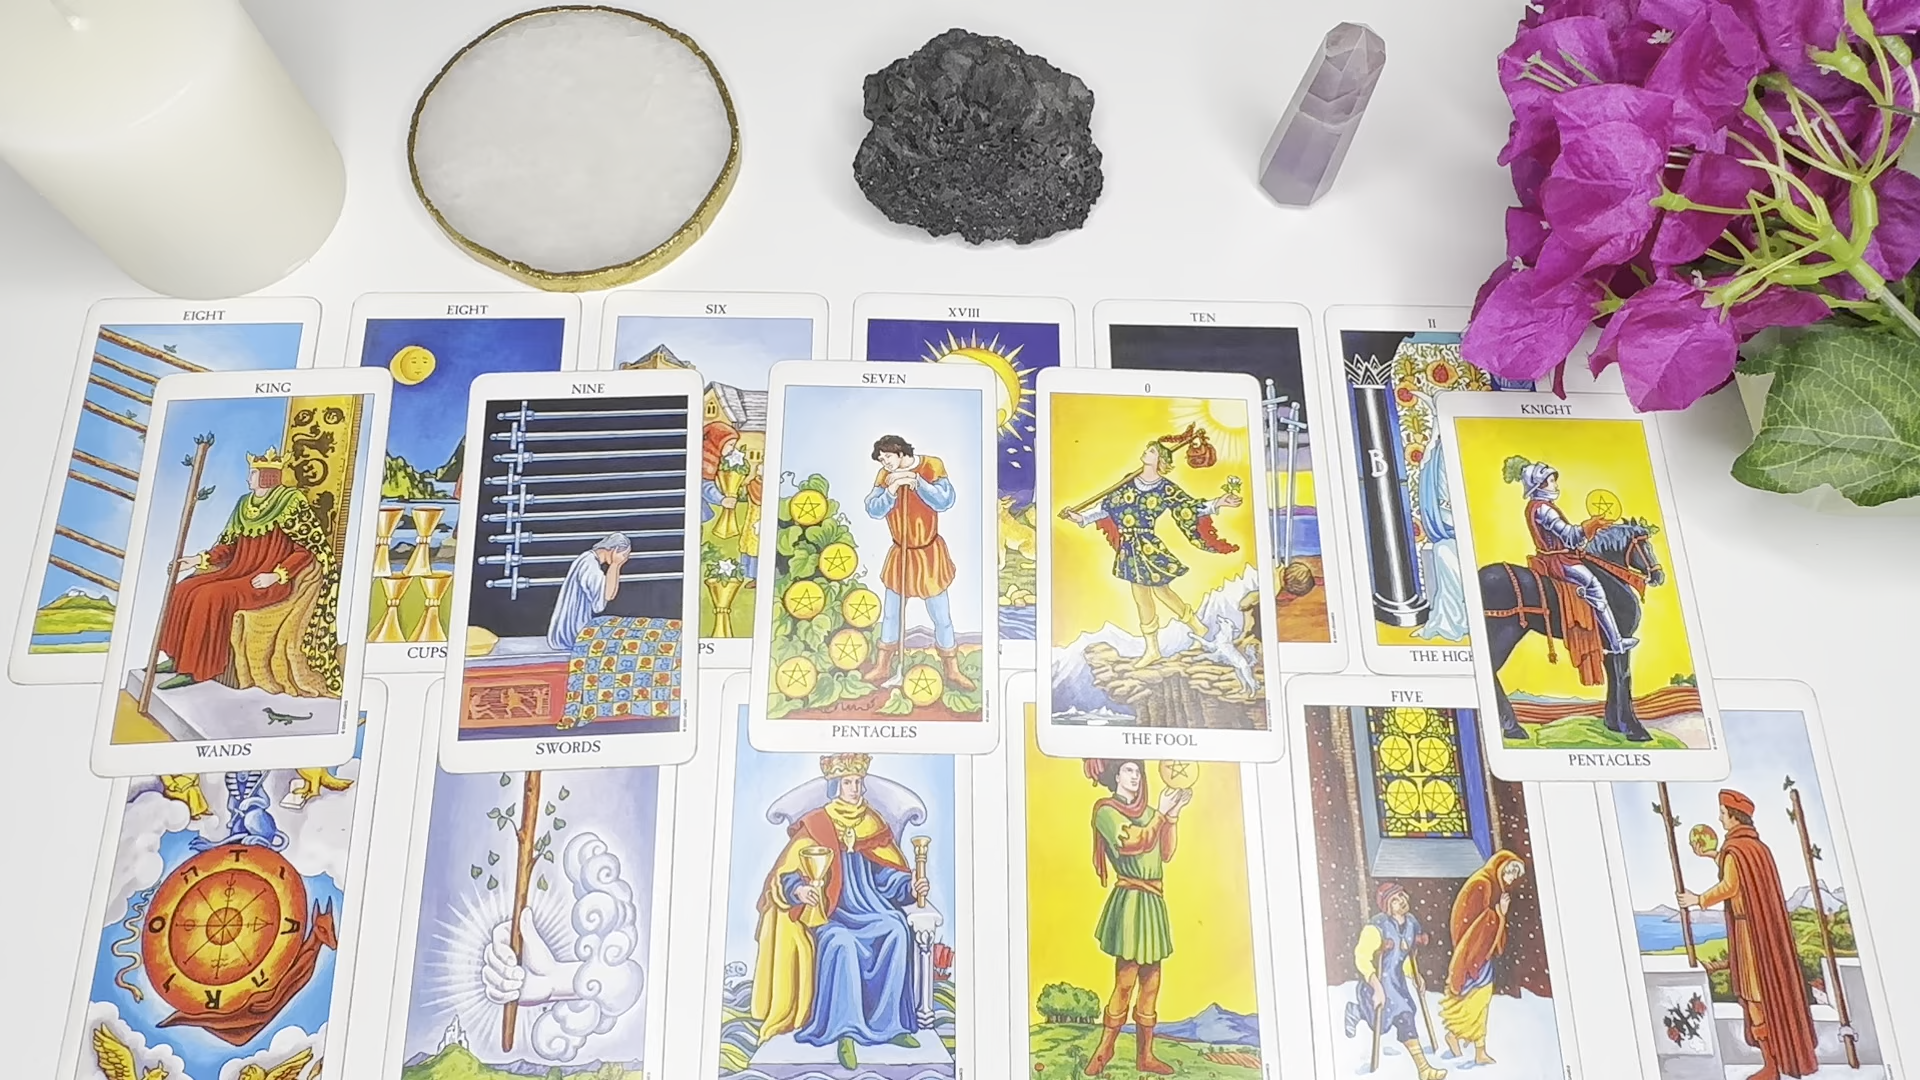 EIGHT
EIGHT
SIX
XVIII
TEN
II
KING
NINE
SEVEN
0
KNIGHT
B
CUPS
PS
THE HIGH
WANDS
SWORDS
PENTACLES
THE FOOL
PENTACLES
FIVE
T
A
R
O